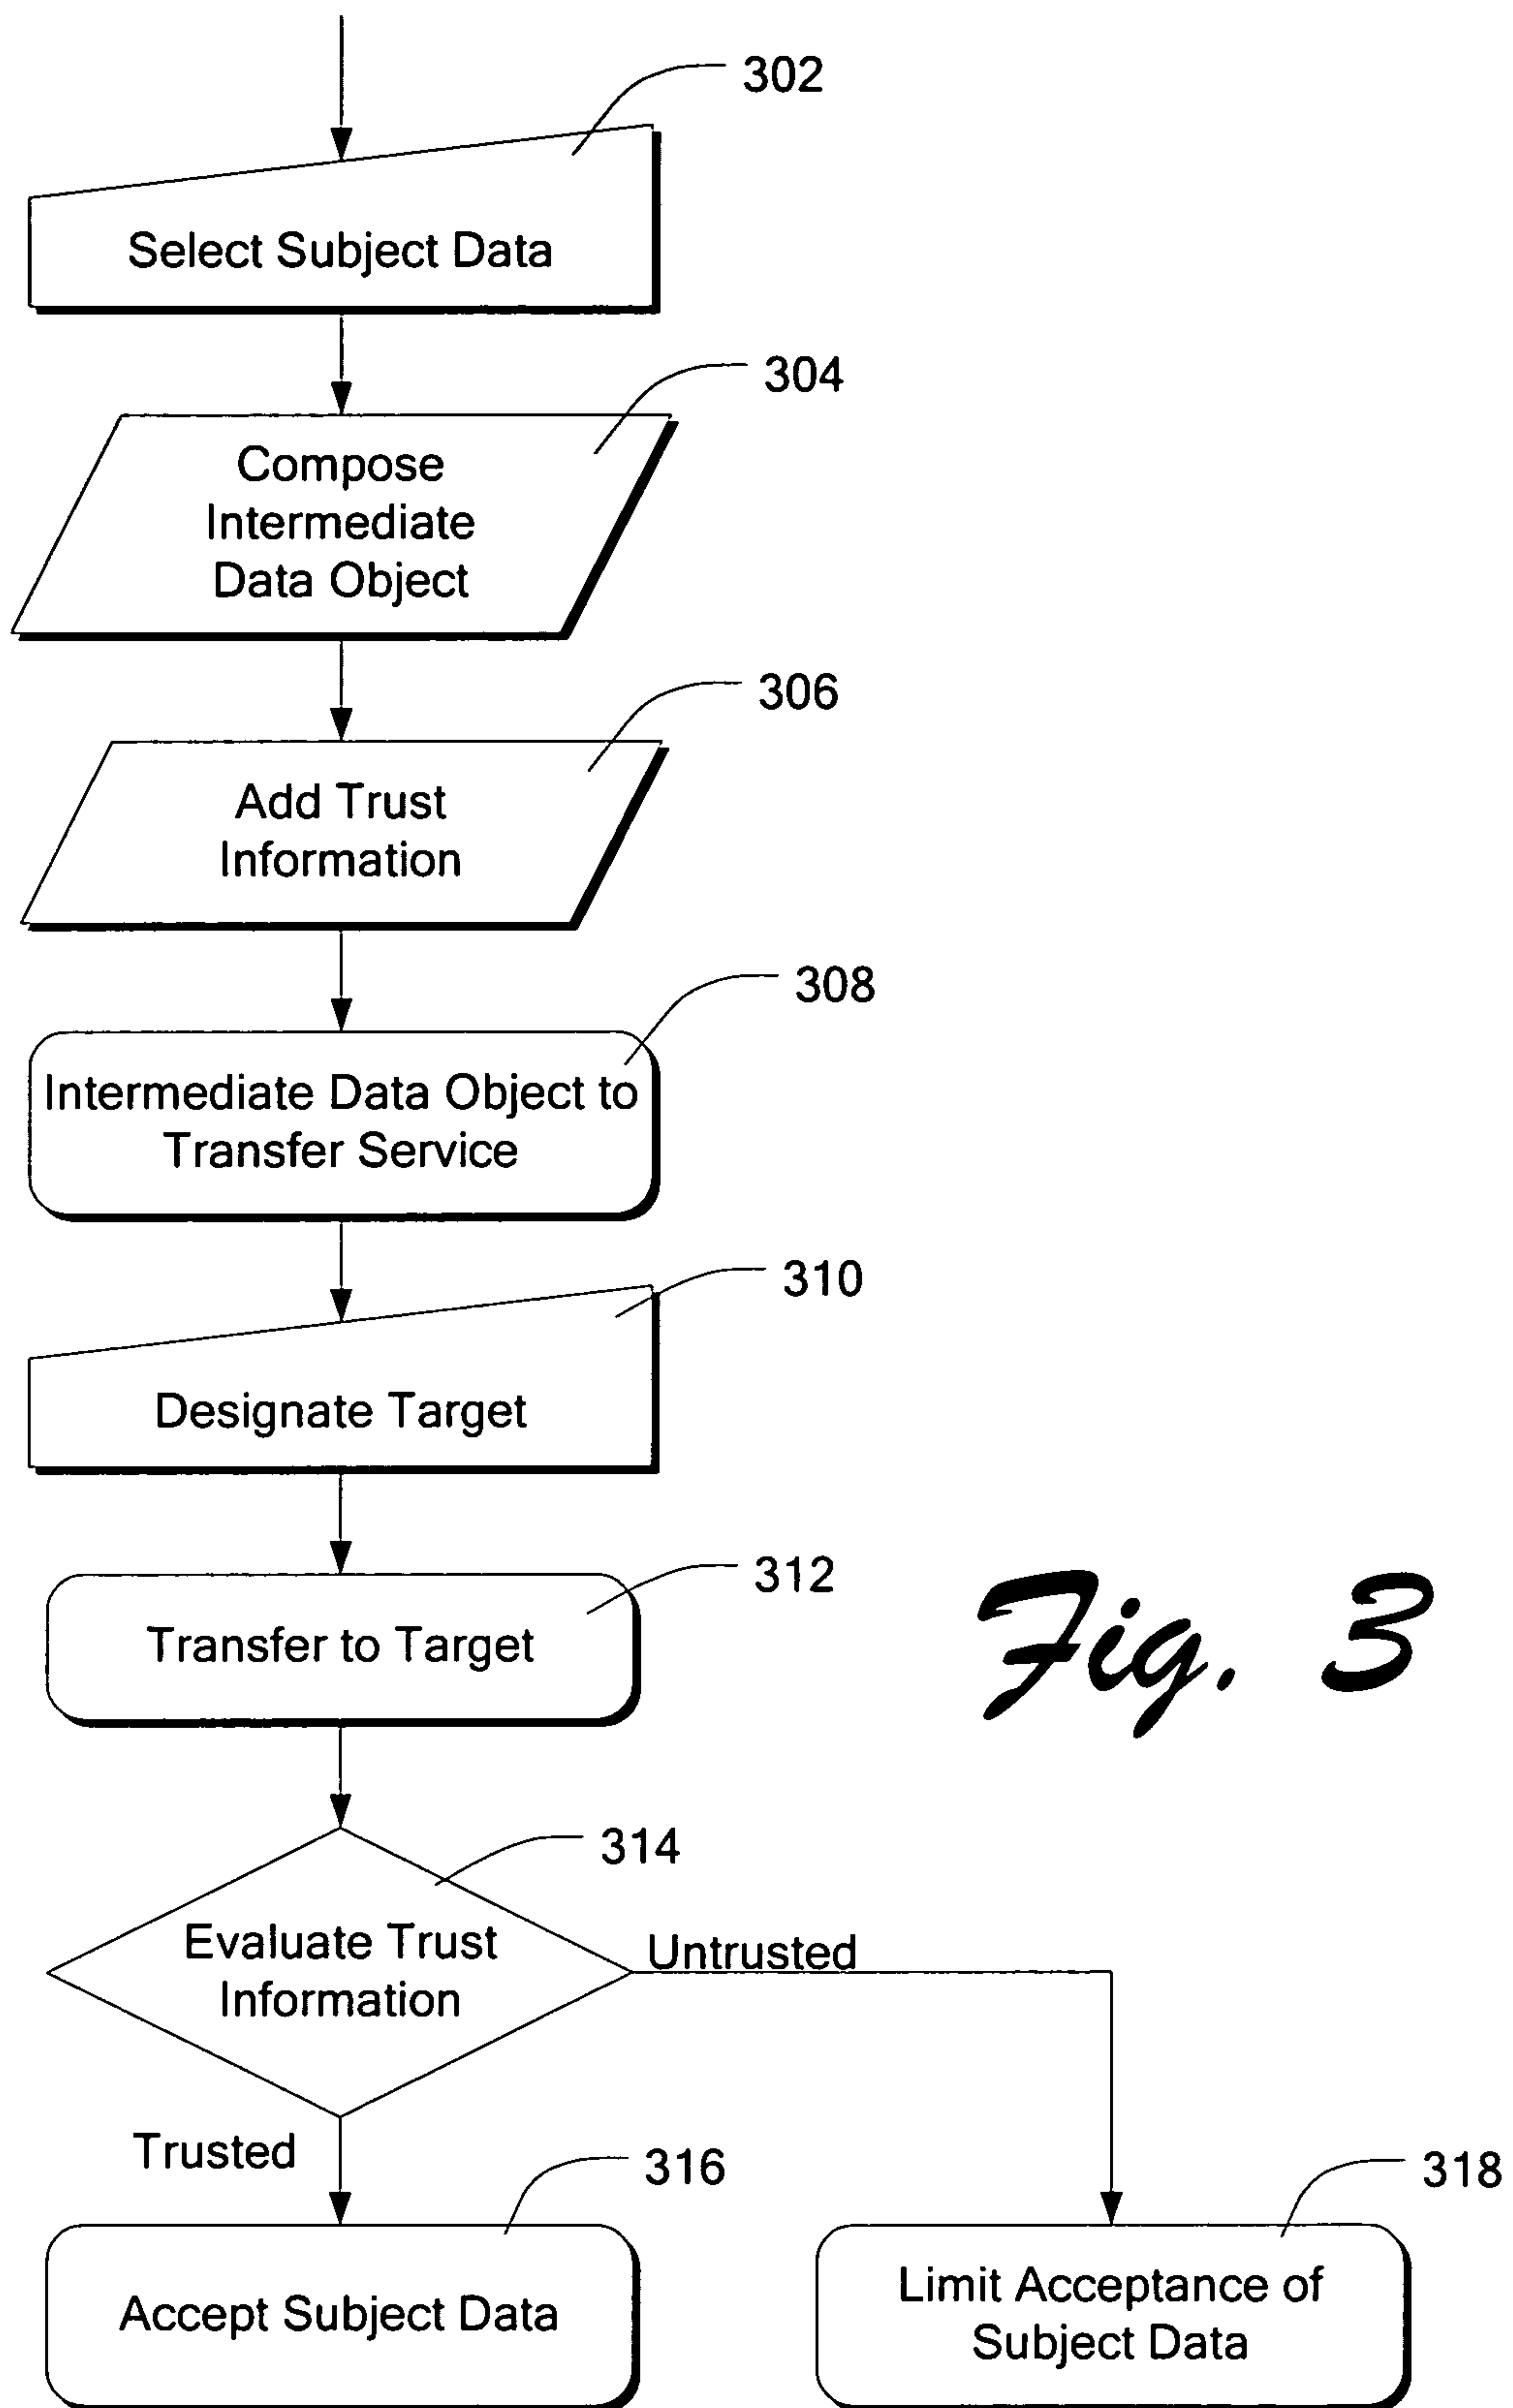 302
Select Subject Data
304
Compose
Intermediate
Data Object
306
Add Trust
Information
308
Intermediate Data Object to
Transfer Service
310
Designate Target
312
Transfer to Target
Fig. 3
314
Evaluate Trust
Information
Untrusted
Trusted
316
Accept Subject Data
318
Limit Acceptance of
Subject Data